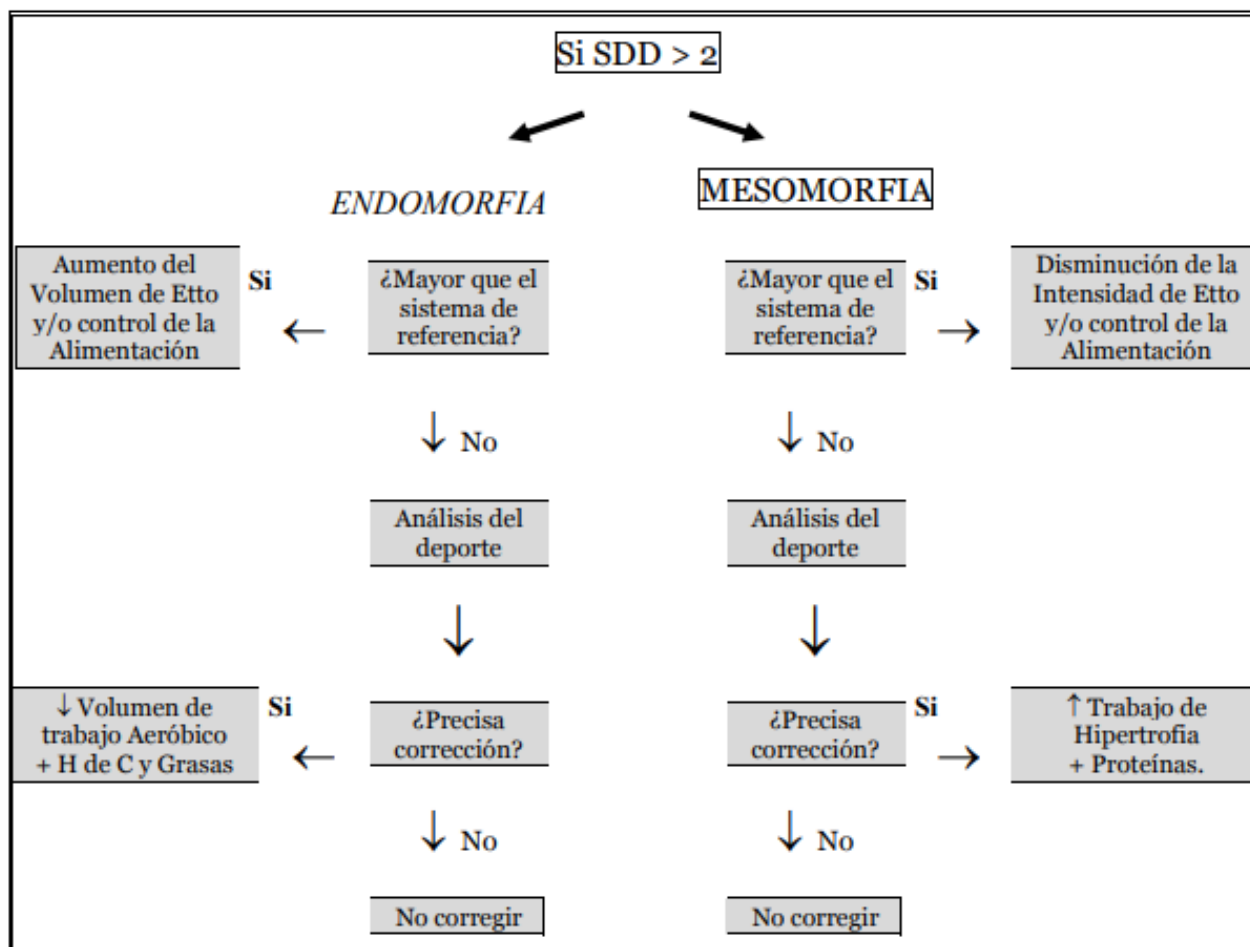 Si SDD > 2
ENDOMORFIA
MESOMORFIA
Aumento del
Volumen de Etto
y/o control de la
Alimentación
Si
←
¿Mayor que el
sistema de
referencia?
¿Mayor que el
sistema de
referencia?
Si
→
Disminución de la
Intensidad de Etto
y/o control de la
Alimentación
↓ No
↓ No
Análisis del
deporte
Análisis del
deporte
↓
↓
↓ Volumen de
trabajo Aeróbico
+ H de C y Grasas
Si
←
¿Precisa
corrección?
¿Precisa
corrección?
Si
→
↑ Trabajo de
Hipertrofia
+ Proteínas.
↓ No
↓ No
No corregir
No corregir